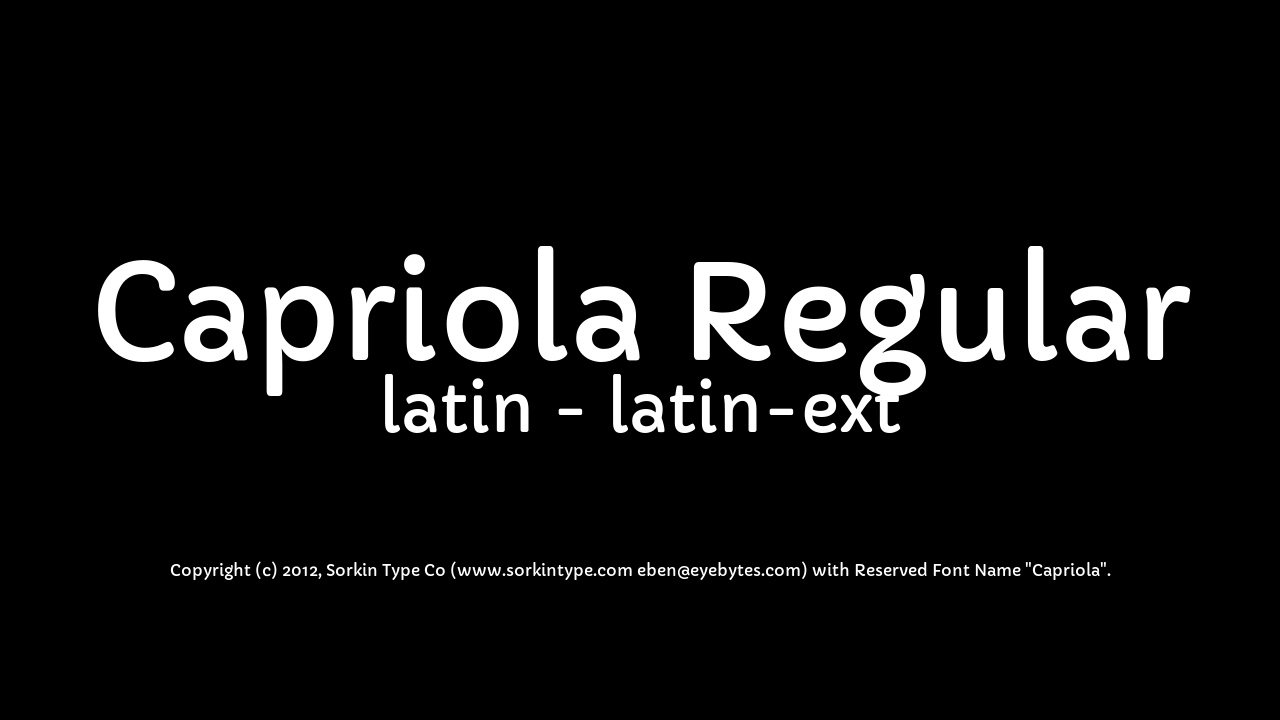 Capriola Regular
latin - latin-ext
Copyright (c) 2012, Sorkin Type Co (www.sorkintype.com eben@eyebytes.com) with Reserved Font Name "Capriola".